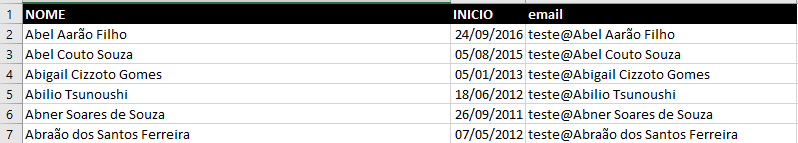 1 NOME INICIO email
2 Abel Aarão Filho 24/09/2016 teste@Abel Aarão Filho
3 Abel Couto Souza 05/08/2015 teste@Abel Couto Souza
4 Abigail Cizzoto Gomes 05/01/2013 teste@Abigail Cizzoto Gomes
5 Abilio Tsunoushi 18/06/2012 teste@Abilio Tsunoushi
6 Abner Soares de Souza 26/09/2011 teste@Abner Soares de Souza
7 Abraão dos Santos Ferreira 07/05/2012 teste@Abraão dos Santos Ferreira